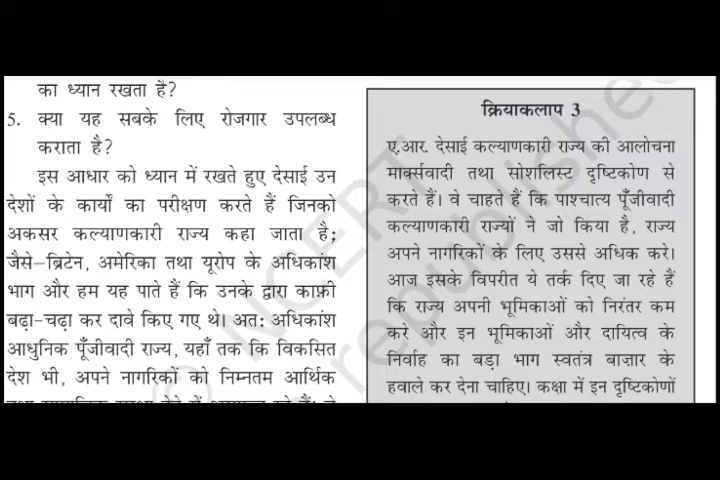 का ध्यान रखता है?
5. क्या यह सबके लिए रोजगार उपलब्ध
कराता है?
इस आधार को ध्यान में रखते हुए देसाई उन
देशों के कार्यों का परीक्षण करते हैं जिनको
अकसर कल्याणकारी राज्य कहा जाता है;
जैसे–ब्रिटेन, अमेरिका तथा यूरोप के अधिकांश
भाग और हम यह पाते हैं कि उनके द्वारा काफ़ी
बढ़ा-चढ़ा कर दावे किए गए थे। अतः अधिकांश
आधुनिक पूँजीवादी राज्य, यहाँ तक कि विकसित
देश भी, अपने नागरिकों को निम्नतम आर्थिक
क्रियाकलाप 3
ए.आर. देसाई कल्याणकारी राज्य की आलोचना
मार्क्सवादी तथा सोशलिस्ट दृष्टिकोण से
करते हैं। वे चाहते हैं कि पाश्चात्य पूँजीवादी
कल्याणकारी राज्यों ने जो किया है, राज्य
अपने नागरिकों के लिए उससे अधिक करे।
आज इसके विपरीत ये तर्क दिए जा रहे हैं
कि राज्य अपनी भूमिकाओं को निरंतर कम
करे और इन भूमिकाओं और दायित्व के
निर्वाह का बड़ा भाग स्वतंत्र बाज़ार के
हवाले कर देना चाहिए। कक्षा में इन दृष्टिकोणों
© NCERT
republished